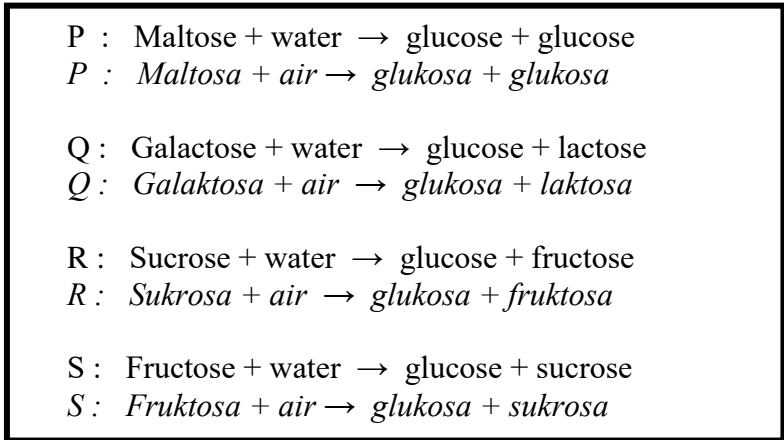 P : Maltose + water → glucose + glucose
P : Maltosa + air → glukosa + glukosa
Q : Galactose + water → glucose + lactose
Q : Galaktosa + air → glukosa + laktosa
R : Sucrose + water → glucose + fructose
R : Sukrosa + air → glukosa + fruktosa
S : Fructose + water → glucose + sucrose
S : Fruktosa + air → glukosa + sukrosa